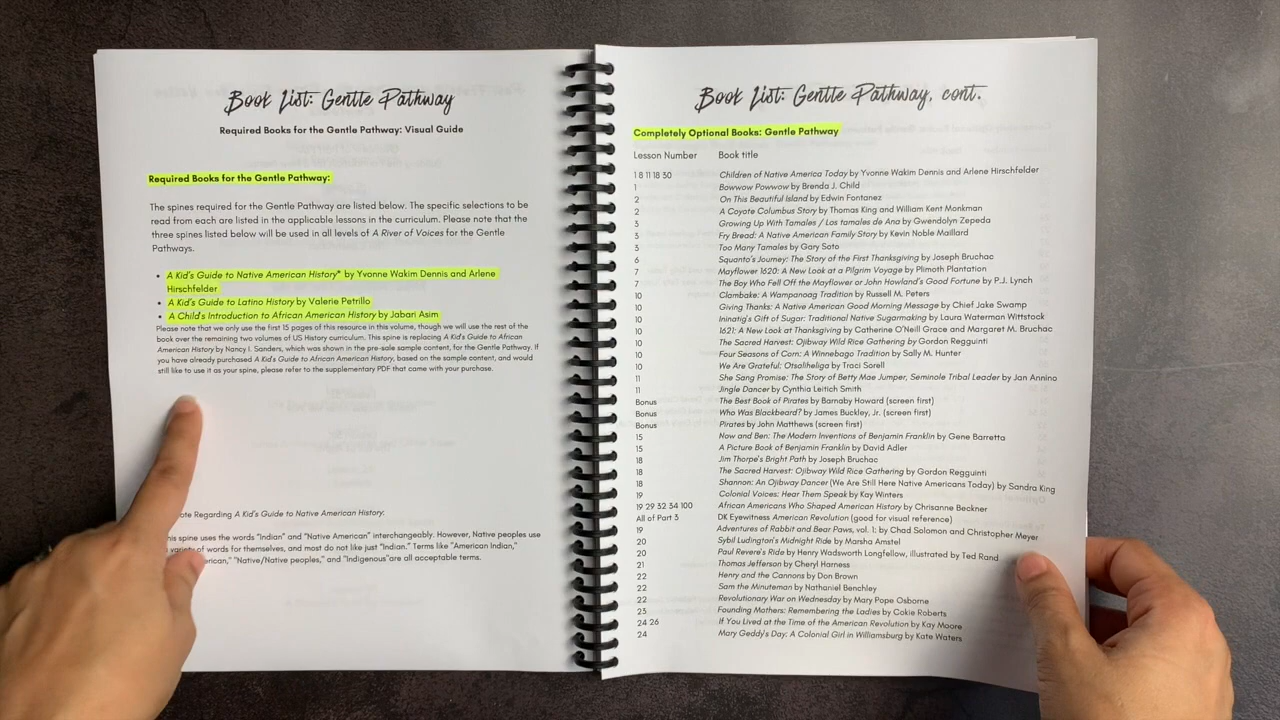 Book List: Gentle Pathway
Required Books for the Gentle Pathway: Visual Guide
Required Books for the Gentle Pathway:
The spines required for the Gentle Pathway are listed below. The specific selections to be
read from each are listed in the applicable lessons in the curriculum. Please note that the
three spines listed below will be used in all levels of A River of Voices for the Gentle
Pathways.
• A Kid's Guide to Native American History* by Yvonne Wakim Dennis and Arlene
Hirschfelder
• A Kid's Guide to Latino History by Valerie Petrillo
• A Child's Introduction to African American History by Jabari Asim
Please note that we only use the first 15 pages of this resource in this volume, though we will use the rest of the
book over the remaining two volumes of US History curriculum. This spine is replacing A Kid's Guide to African
American History by Nancy I. Sanders, which was shown in the pre-sale sample content, for the Gentle Pathway. If
you have already purchased A Kid's Guide to African American History, based on the sample content, and would
still like to use it as your spine, please refer to the supplementary PDF that came with your purchase.
Regarding A Kid's Guide to Native American History:
spine uses the words "Indian" and "Native American" interchangeably. However, Native peoples use
variety of words for themselves, and most do not like just "Indian." Terms like "American Indian,"
"Native/Native peoples," and "Indigenous"are all acceptable terms.
Book List: Gentle Pathway, cont.
Completely Optional Books: Gentle Pathway
Lesson Number Book title
1 8 11 18 30 Children of Native America Today by Yvonne Wakim Dennis and Arlene Hirschfelder
1 Bowwow Powwow by Brenda J. Child
2 On This Beautiful Island by Edwin Fontanez
2 A Coyote Columbus Story by Thomas King and William Kent Monkman
3 Growing Up With Tamales / Los tamales de Ana by Gwendolyn Zepeda
3 Fry Bread: A Native American Family Story by Kevin Noble Maillard
3 Too Many Tamales by Gary Soto
6 Squanto's Journey: The Story of the First Thanksgiving by Joseph Bruchac
7 Mayflower 1620: A New Look at a Pilgrim Voyage by Plimoth Plantation
7 The Boy Who Fell Off the Mayflower or John Howland's Good Fortune by P.J. Lynch
10 Clambake: A Wampanoag Tradition by Russell M. Peters
10 Giving Thanks: A Native American Good Morning Message by Chief Jake Swamp
10 Ininatig's Gift of Sugar: Traditional Native Sugarmaking by Laura Waterman Wittstock
10 1621: A New Look at Thanksgiving by Catherine O'Neill Grace and Margaret M. Bruchac
10 The Sacred Harvest: Ojibway Wild Rice Gathering by Gordon Regguinti
10 Four Seasons of Corn: A Winnebago Tradition by Sally M. Hunter
10 We Are Grateful: Otsaliheliga by Traci Sorell
11 She Sang Promise: The Story of Betty Mae Jumper, Seminole Tribal Leader by Jan Annino
11 Jingle Dancer by Cynthia Leitich Smith
Bonus The Best Book of Pirates by Barnaby Howard (screen first)
Bonus Who Was Blackbeard? by James Buckley, Jr. (screen first)
Bonus Pirates by John Matthews (screen first)
15 Now and Ben: The Modern Inventions of Benjamin Franklin by Gene Barretta
15 A Picture Book of Benjamin Franklin by David Adler
18 Jim Thorpe's Bright Path by Joseph Bruchac
18 The Sacred Harvest: Ojibway Wild Rice Gathering by Gordon Regguinti
18 Shannon: An Ojibway Dancer (We Are Still Here Native Americans Today) by Sandra King
19 Colonial Voices: Hear Them Speak by Kay Winters
19 29 32 34 100 African Americans Who Shaped American History by Chrisanne Beckner
All of Part 3 DK Eyewitness American Revolution (good for visual reference)
19 Adventures of Rabbit and Bear Paws, vol. 1: by Chad Solomon and Christopher Meyer
20 Sybil Ludington's Midnight Ride by Marsha Amstel
20 Paul Revere's Ride by Henry Wadsworth Longfellow, illustrated by Ted Rand
21 Thomas Jefferson by Cheryl Harness
22 Henry and the Cannons by Don Brown
22 Sam the Minuteman by Nathaniel Benchley
22 Revolutionary War on Wednesday by Mary Pope Osborne
23 Founding Mothers: Remembering the Ladies by Cokie Roberts
24 26 If You Lived at the Time of the American Revolution by Kay Moore
24 Mary Geddy's Day: A Colonial Girl in Williamsburg by Kate Waters